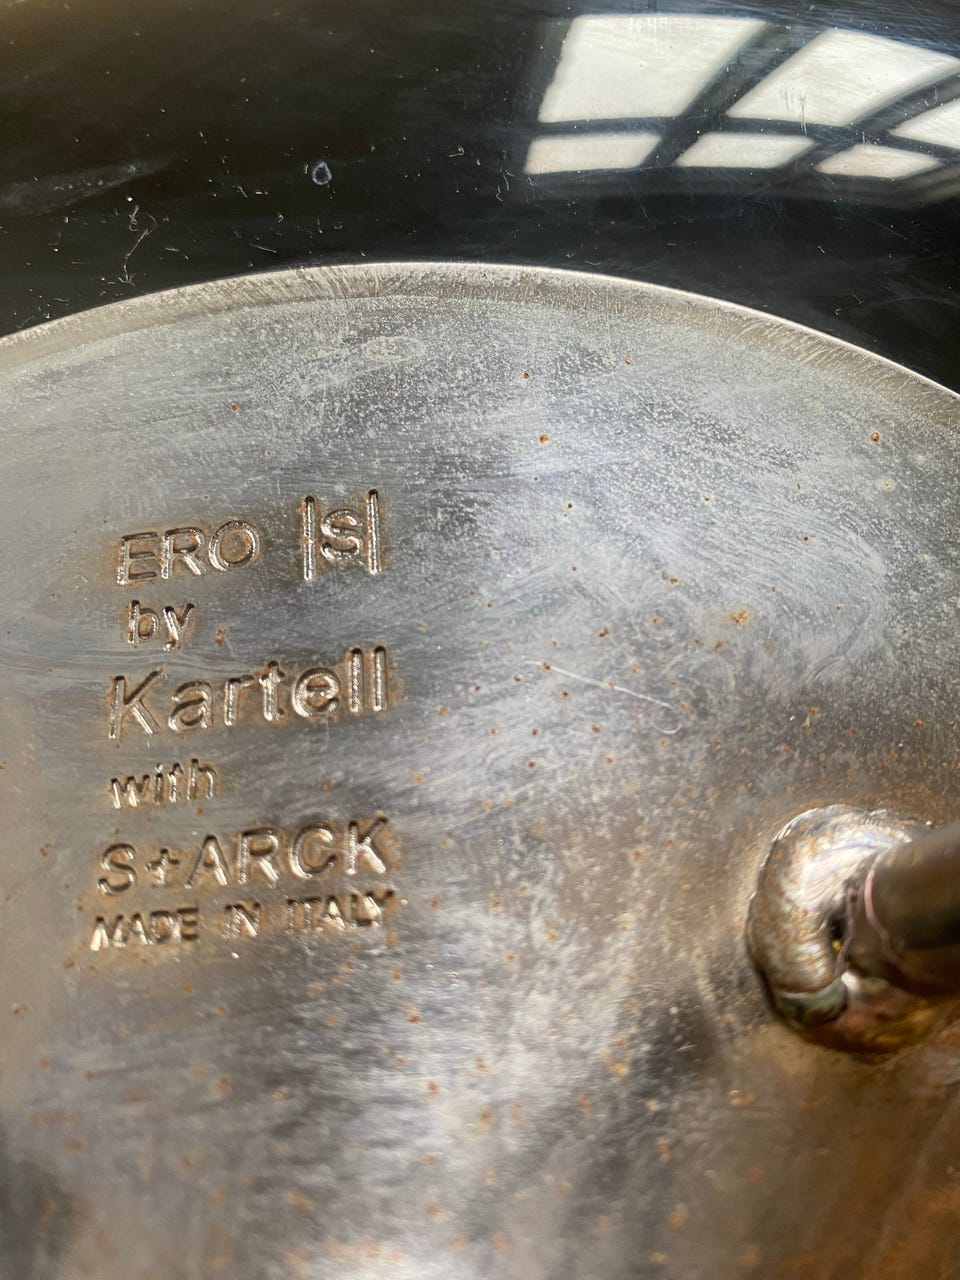 ERO |s|
by
Kartell
with
S+ARCK
MADE IN ITALY